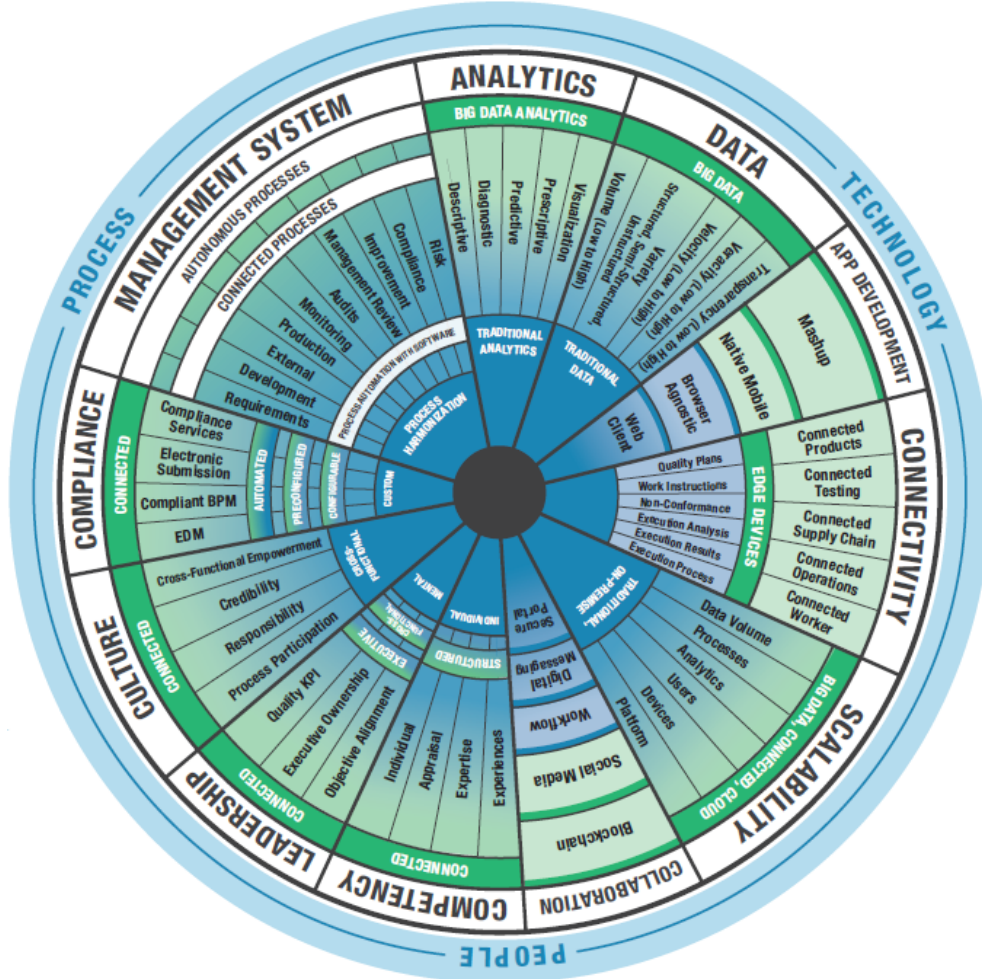 PROCESS
TECHNOLOGY
PEOPLE
ANALYTICS
BIG DATA ANALYTICS
Descriptive
Diagnostic
Predictive
Prescriptive
Visualization
TRADITIONAL
ANALYTICS
DATA
BIG DATA
Volume (Low to High)
Structured, Semi-Structured,
Unstructured
Variety
Velocity (Low to High)
Veracity (Low to High)
Transparency (Low to High)
TRADITIONAL
DATA
APP DEVELOPMENT
Mashup
Native Mobile
Browser
Agnostic
Web
Client
CONNECTIVITY
Connected
Products
Connected
Testing
Connected
Supply Chain
Connected
Operations
Connected
Worker
EDGE DEVICES
Quality Plans
Work Instructions
Non-Conformance
Execution Analysis
Execution Results
Execution Process
SCALABILITY
BIG DATA, CONNECTED, CLOUD
Data Volume
Processes
Analytics
Users
Devices
Platform
TRADITIONAL,
ON-PREMISE
COLLABORATION
Secure
Portal
Digital
Messaging
Workflow
Social Media
Blockchain
COMPETENCY
CONNECTED
Individual
Appraisal
Expertise
Experiences
STRUCTURED
INDIVIDUAL
LEADERSHIP
CONNECTED
Quality KPI
Executive Ownership
Objective Alignment
EXECUTIVE
CROSS-
FUNCTIONAL
MENTAL
CULTURE
CONNECTED
Cross-Functional Empowerment
Credibility
Responsibility
Process Participation
CROSS-
FUNCTIONAL
COMPLIANCE
CONNECTED
Compliance
Services
Electronic
Submission
Compliant BPM
EDM
AUTOMATED
PRECONFIGURED
CONFIGURABLE
CUSTOM
MANAGEMENT SYSTEM
AUTONOMOUS PROCESSES
CONNECTED PROCESSES
Requirements
Development
External
Production
Monitoring
Audits
Management Review
Improvement
Compliance
Risk
PROCESS AUTOMATION WITH SOFTWARE
PROCESS
HARMONIZATION